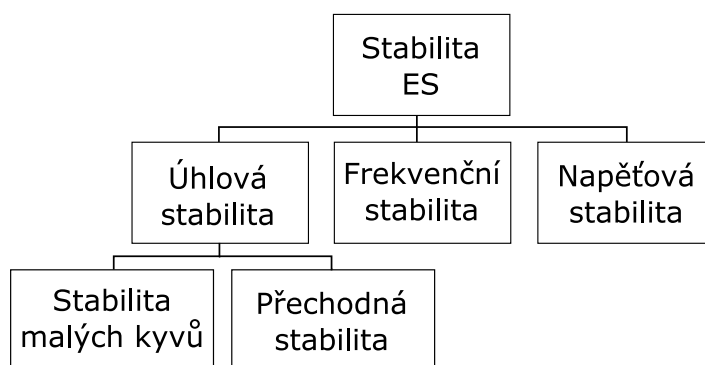 Stabilita
ES
Úhlová
stabilita
Frekvenční
stabilita
Napěťová
stabilita
Stabilita
malých kyvů
Přechodná
stabilita